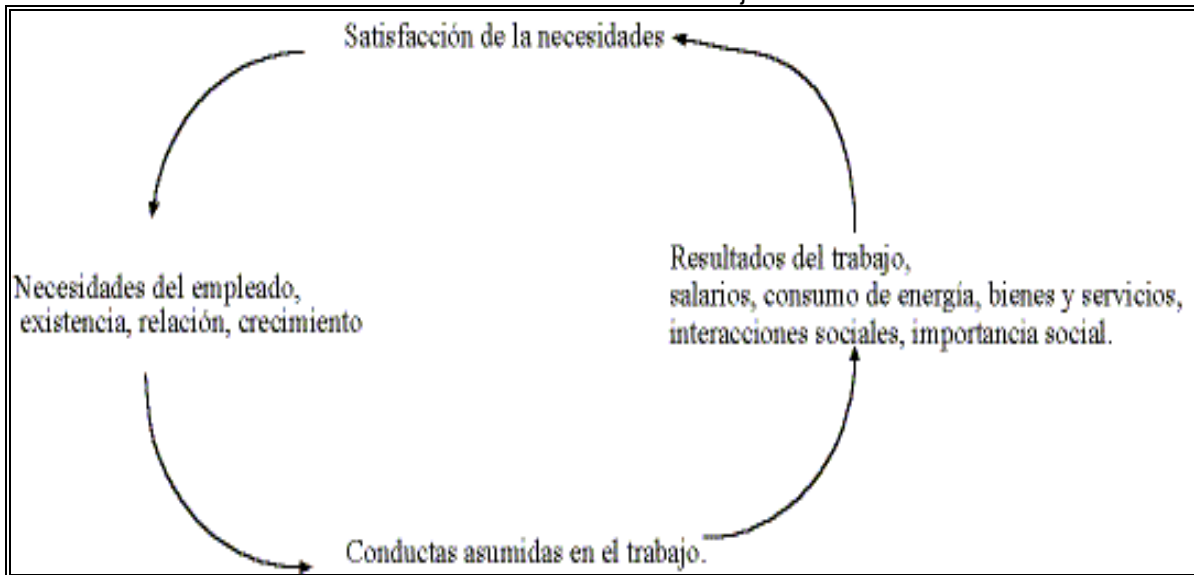 Satisfacción de la necesidades
Necesidades del empleado,
existencia, relación, crecimiento
Resultados del trabajo,
salarios, consumo de energía, bienes y servicios,
interacciones sociales, importancia social.
Conductas asumidas en el trabajo.